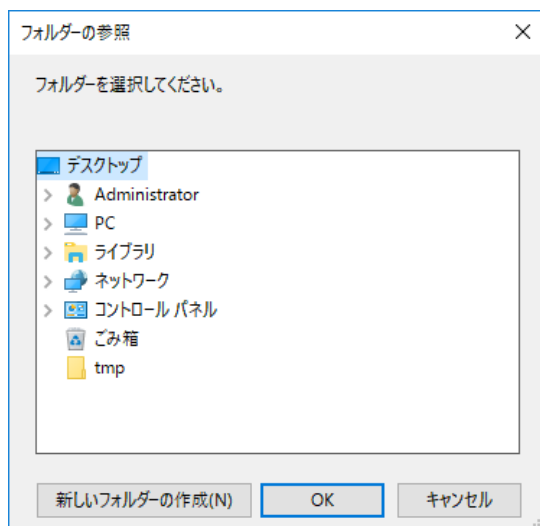 フォルダーの参照
フォルダーを選択してください。
デスクトップ
Administrator
PC
ライブラリ
ネットワーク
コントロール パネル
ごみ箱
tmp
新しいフォルダーの作成(N)
OK
キャンセル